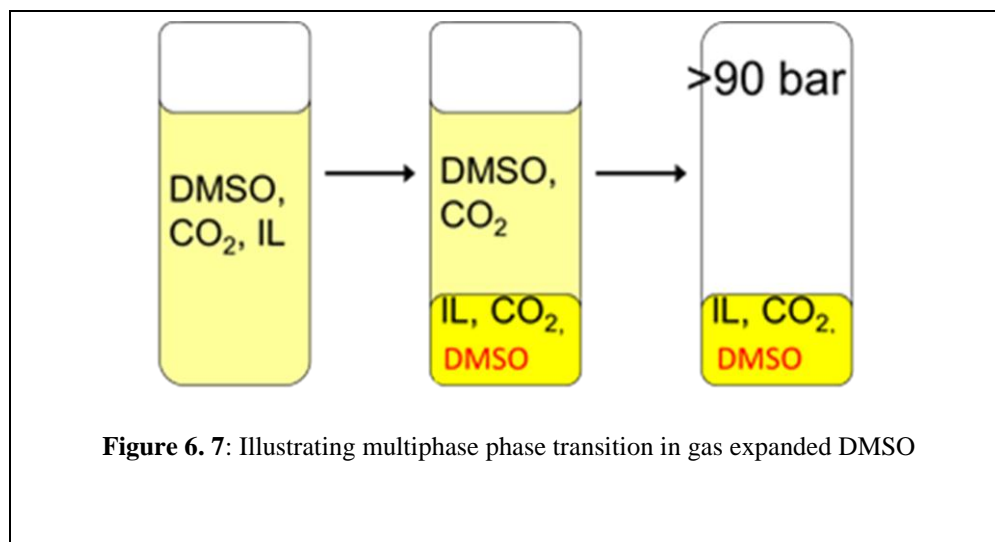 DMSO,
CO₂, IL
DMSO,
CO₂
IL, CO₂,
DMSO
>90 bar
IL, CO₂.
DMSO
Figure 6. 7: Illustrating multiphase phase transition in gas expanded DMSO